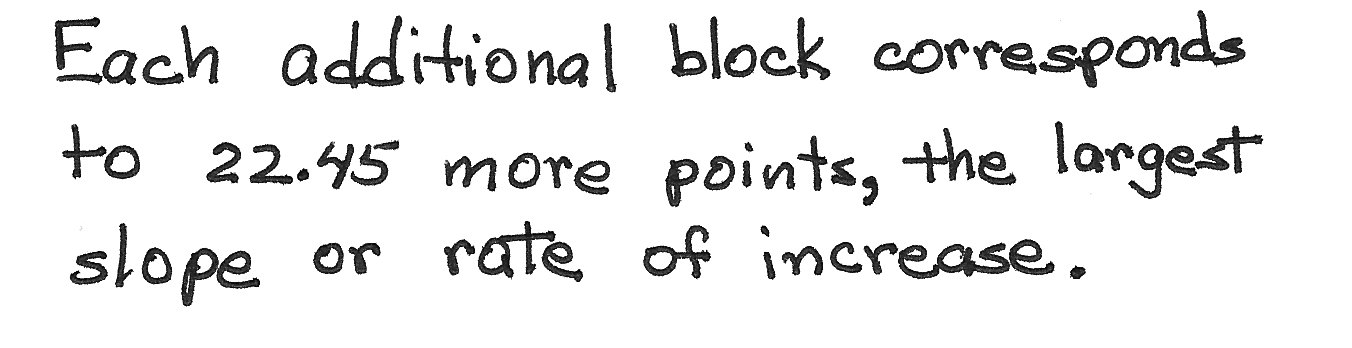 Each additional block corresponds
to 22.45 more points, the largest
slope or rate of increase.